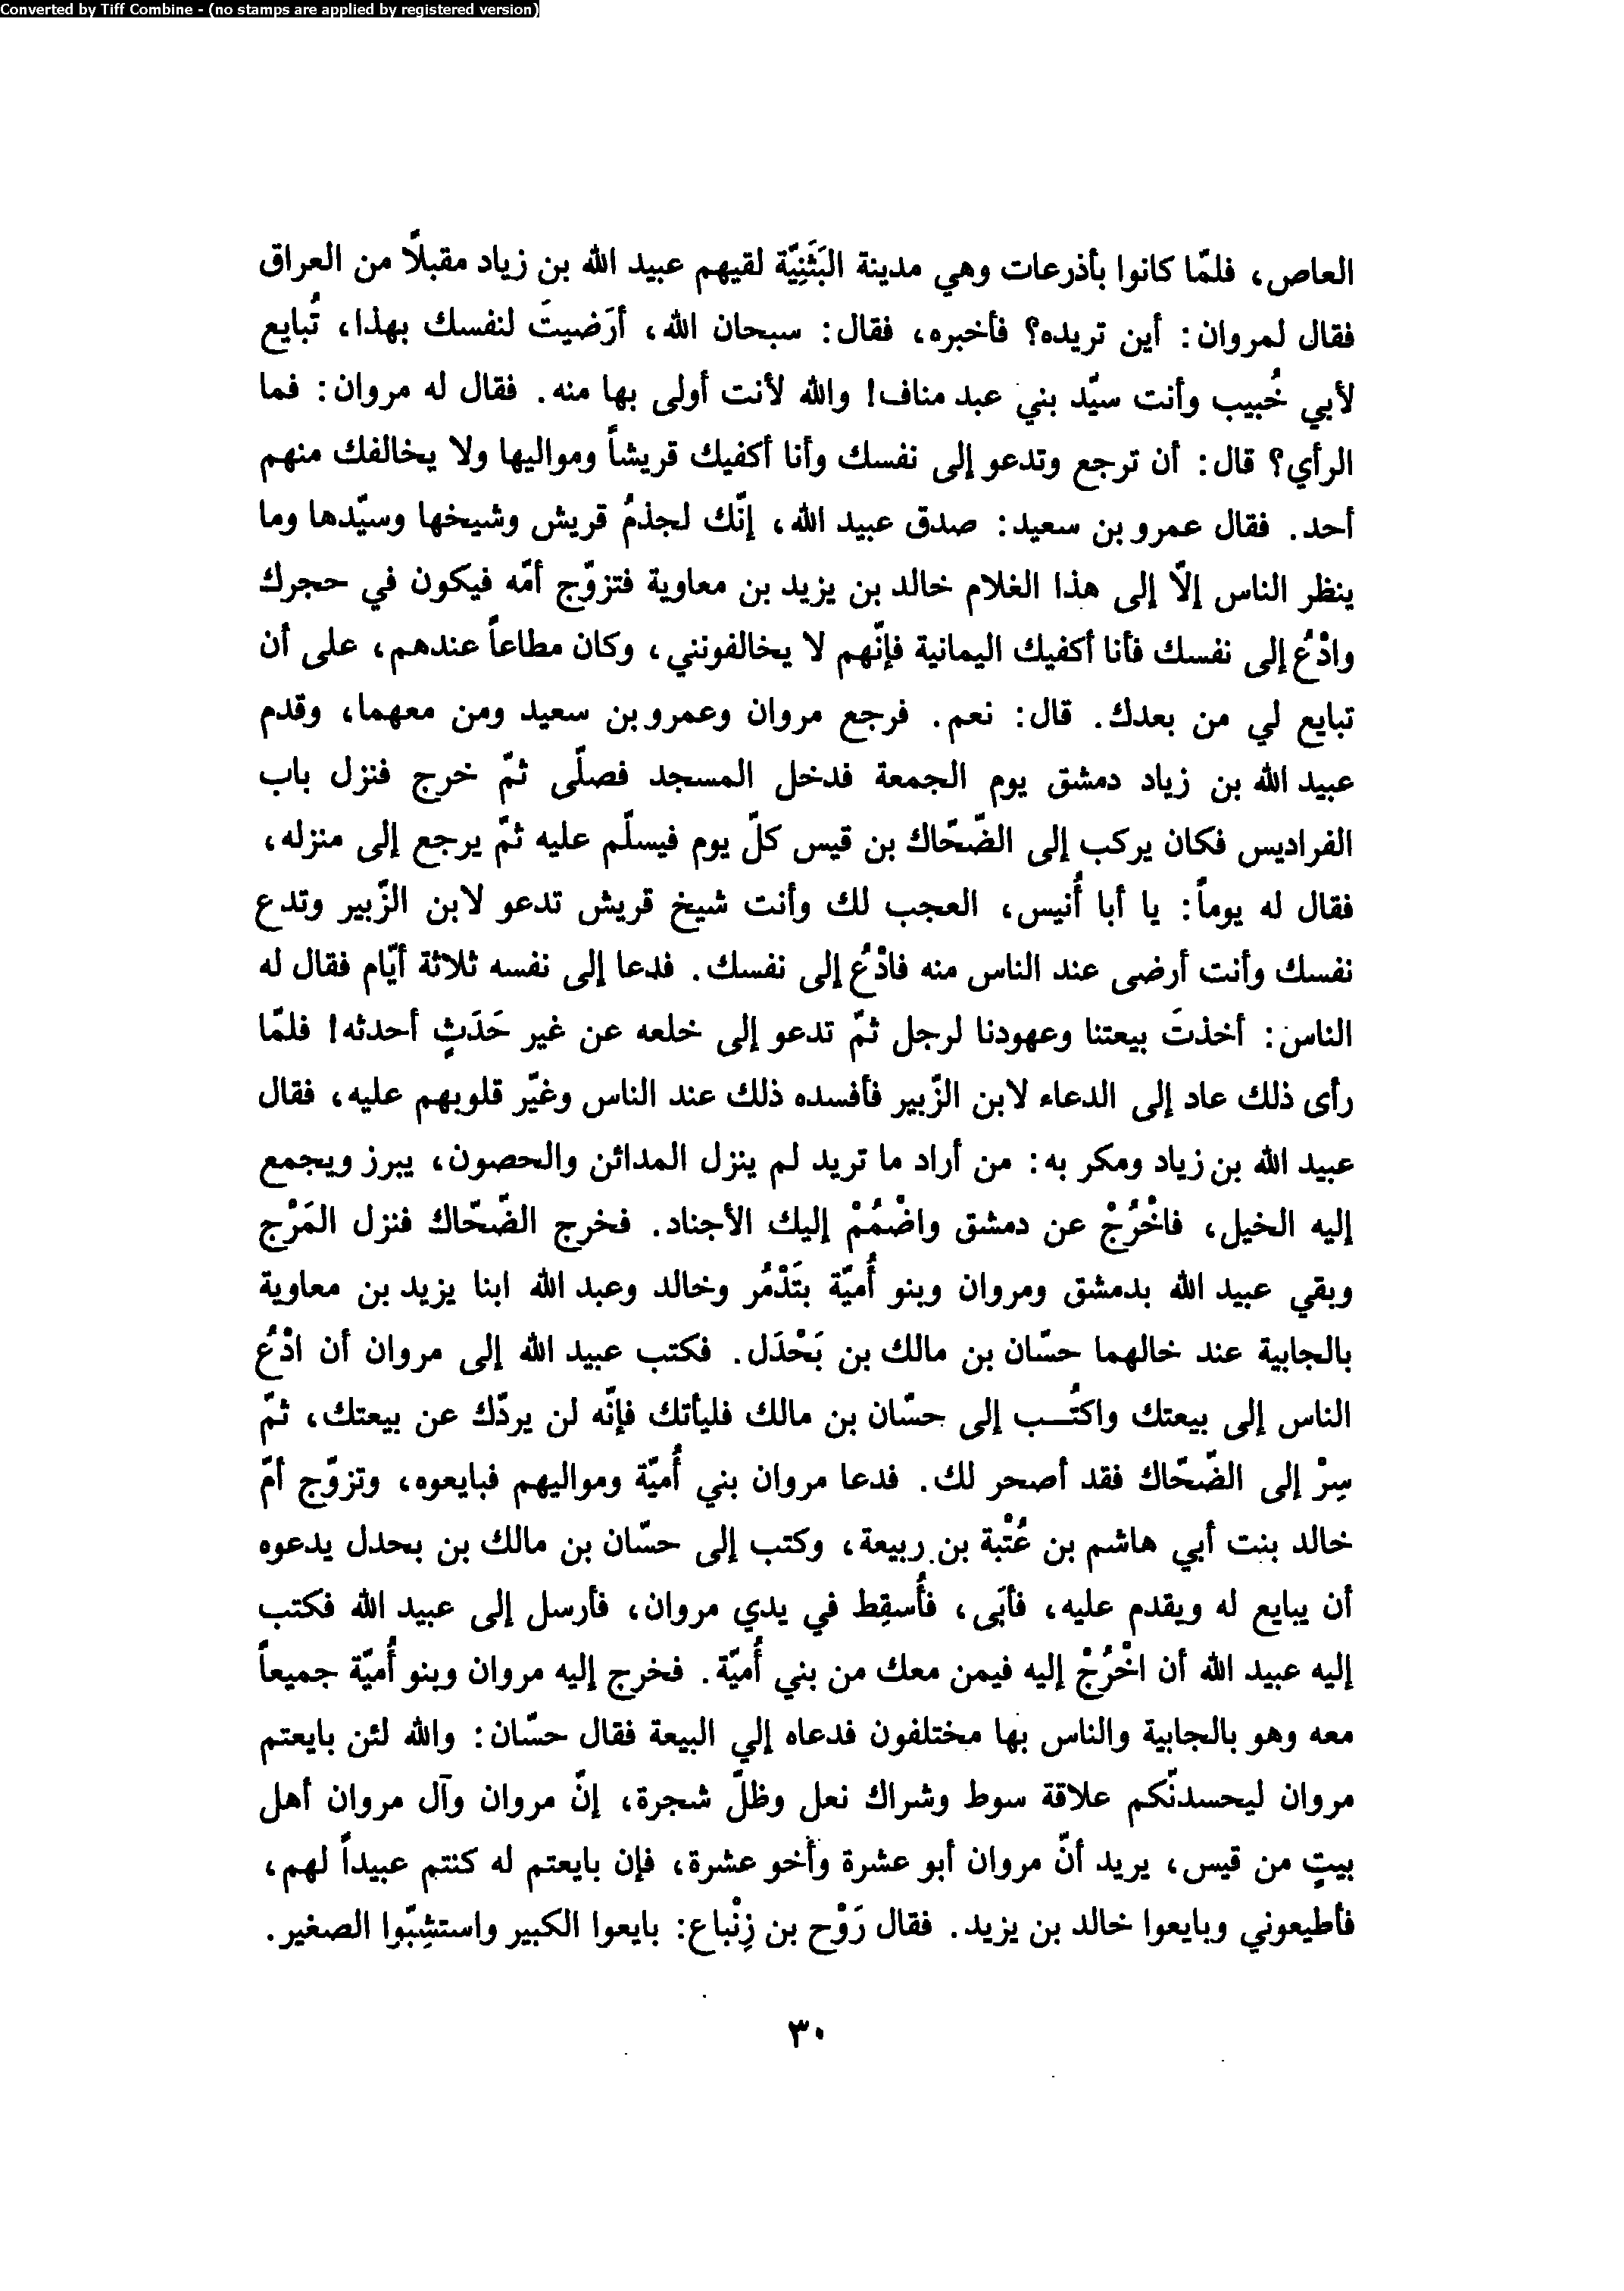 Converted by Tiff Combine - (no stamps are applied by registered version)
العاص، فلمّا كانوا بأذرعات وهي مدينة البَثَنِيّة لقيهم عبيد الله بن زياد مقبلاً من العراق
فقال لمروان: أين تريده؟ فأخبره، فقال: سبحان الله، أرَضيتَ لنفسك بهذا، تُبايع
لأبي خُبيب وأنت سيّد بني عبد مناف! والله لأنت أولى بها منه. فقال له مروان: فما
الرأي؟ قال: أن ترجع وتدعو إلى نفسك وأنا أكفيك قريشاً ومواليها ولا يخالفك منهم
أحد. فقال عمرو بن سعيد: صدق عبيد الله، إنّك لجذمُ قريش وشيخها وسيّدها وما
ينظر الناس إلّا إلى هذا الغلام خالد بن يزيد بن معاوية فتزوّج أمّه فيكون في حجرك
وادْعُ إلى نفسك فأنا أكفيك اليمانية فإنّهم لا يخالفونني، وكان مطاعاً عندهم، على أن
تبايع لي من بعدك. قال: نعم. فرجع مروان وعمرو بن سعيد ومن معهما، وقدم
عبيد الله بن زياد دمشق يوم الجمعة فدخل المسجد فصلّى ثمّ خرج فنزل باب
الفراديس فكان يركب إلى الضّحّاك بن قيس كلّ يوم فيسلّم عليه ثمّ يرجع إلى منزله،
فقال له يوماً: يا أبا أُنيس، العجب لك وأنت شيخ قريش تدعو لابن الزّبير وتدع
نفسك وأنت أرضى عند الناس منه فادْعُ إلى نفسك. فدعا إلى نفسه ثلاثة أيّام فقال له
الناس: أخذتَ بيعتنا وعهودنا لرجل ثمّ تدعو إلى خلعه عن غير حَدَثٍ أحدثه! فلمّا
رأى ذلك عاد إلى الدعاء لابن الزّبير فأفسده ذلك عند الناس وغيّر قلوبهم عليه، فقال
عبيد الله بن زياد ومكر به: من أراد ما تريد لم ينزل المدائن والحصون، يبرز ويجمع
إليه الخيل، فاخْرُجْ عن دمشق واضْمُمْ إليك الأجناد. فخرج الضّحّاك فنزل المَرْج
وبقي عبيد الله بدمشق ومروان وبنو أُميّة بتَدْمُر وخالد وعبد الله ابنا يزيد بن معاوية
بالجابية عند خالهما حسّان بن مالك بن بَحْدَل. فكتب عبيد الله إلى مروان أن ادْعُ
الناس إلى بيعتك واكتُـب إلى حسّان بن مالك فليأتك فإنّه لن يردّك عن بيعتك، ثمّ
سِرْ إلى الضّحّاك فقد أصحر لك. فدعا مروان بني أُميّة ومواليهم فبايعوه، وتزوّج أمّ
خالد بنت أبي هاشم بن عُتْبة بن ربيعة، وكتب إلى حسّان بن مالك بن بحدل يدعوه
أن يبايع له ويقدم عليه، فأبَى، فأُسقِط في يدي مروان، فأرسل إلى عبيد الله فكتب
إليه عبيد الله أن اخْرُجْ إليه فيمن معك من بني أُميّة. فخرج إليه مروان وبنو أُميّة جميعاً
معه وهو بالجابية والناس بها مختلفون فدعاه إلي البيعة فقال حسّان: والله لئن بايعتم
مروان ليحسدنّكم علاقة سوط وشراك نعل وظلّ شجرة، إنّ مروان وآل مروان أهل
بيتٍ من قيس، يريد أنّ مروان أبو عشرة وأخو عشرة، فإن بايعتم له كنتم عبيداً لهم،
فأطيعوني وبايعوا خالد بن يزيد. فقال رَوْح بن زِنْباع: بايعوا الكبير واستشِبّوا الصغير.
٣٠